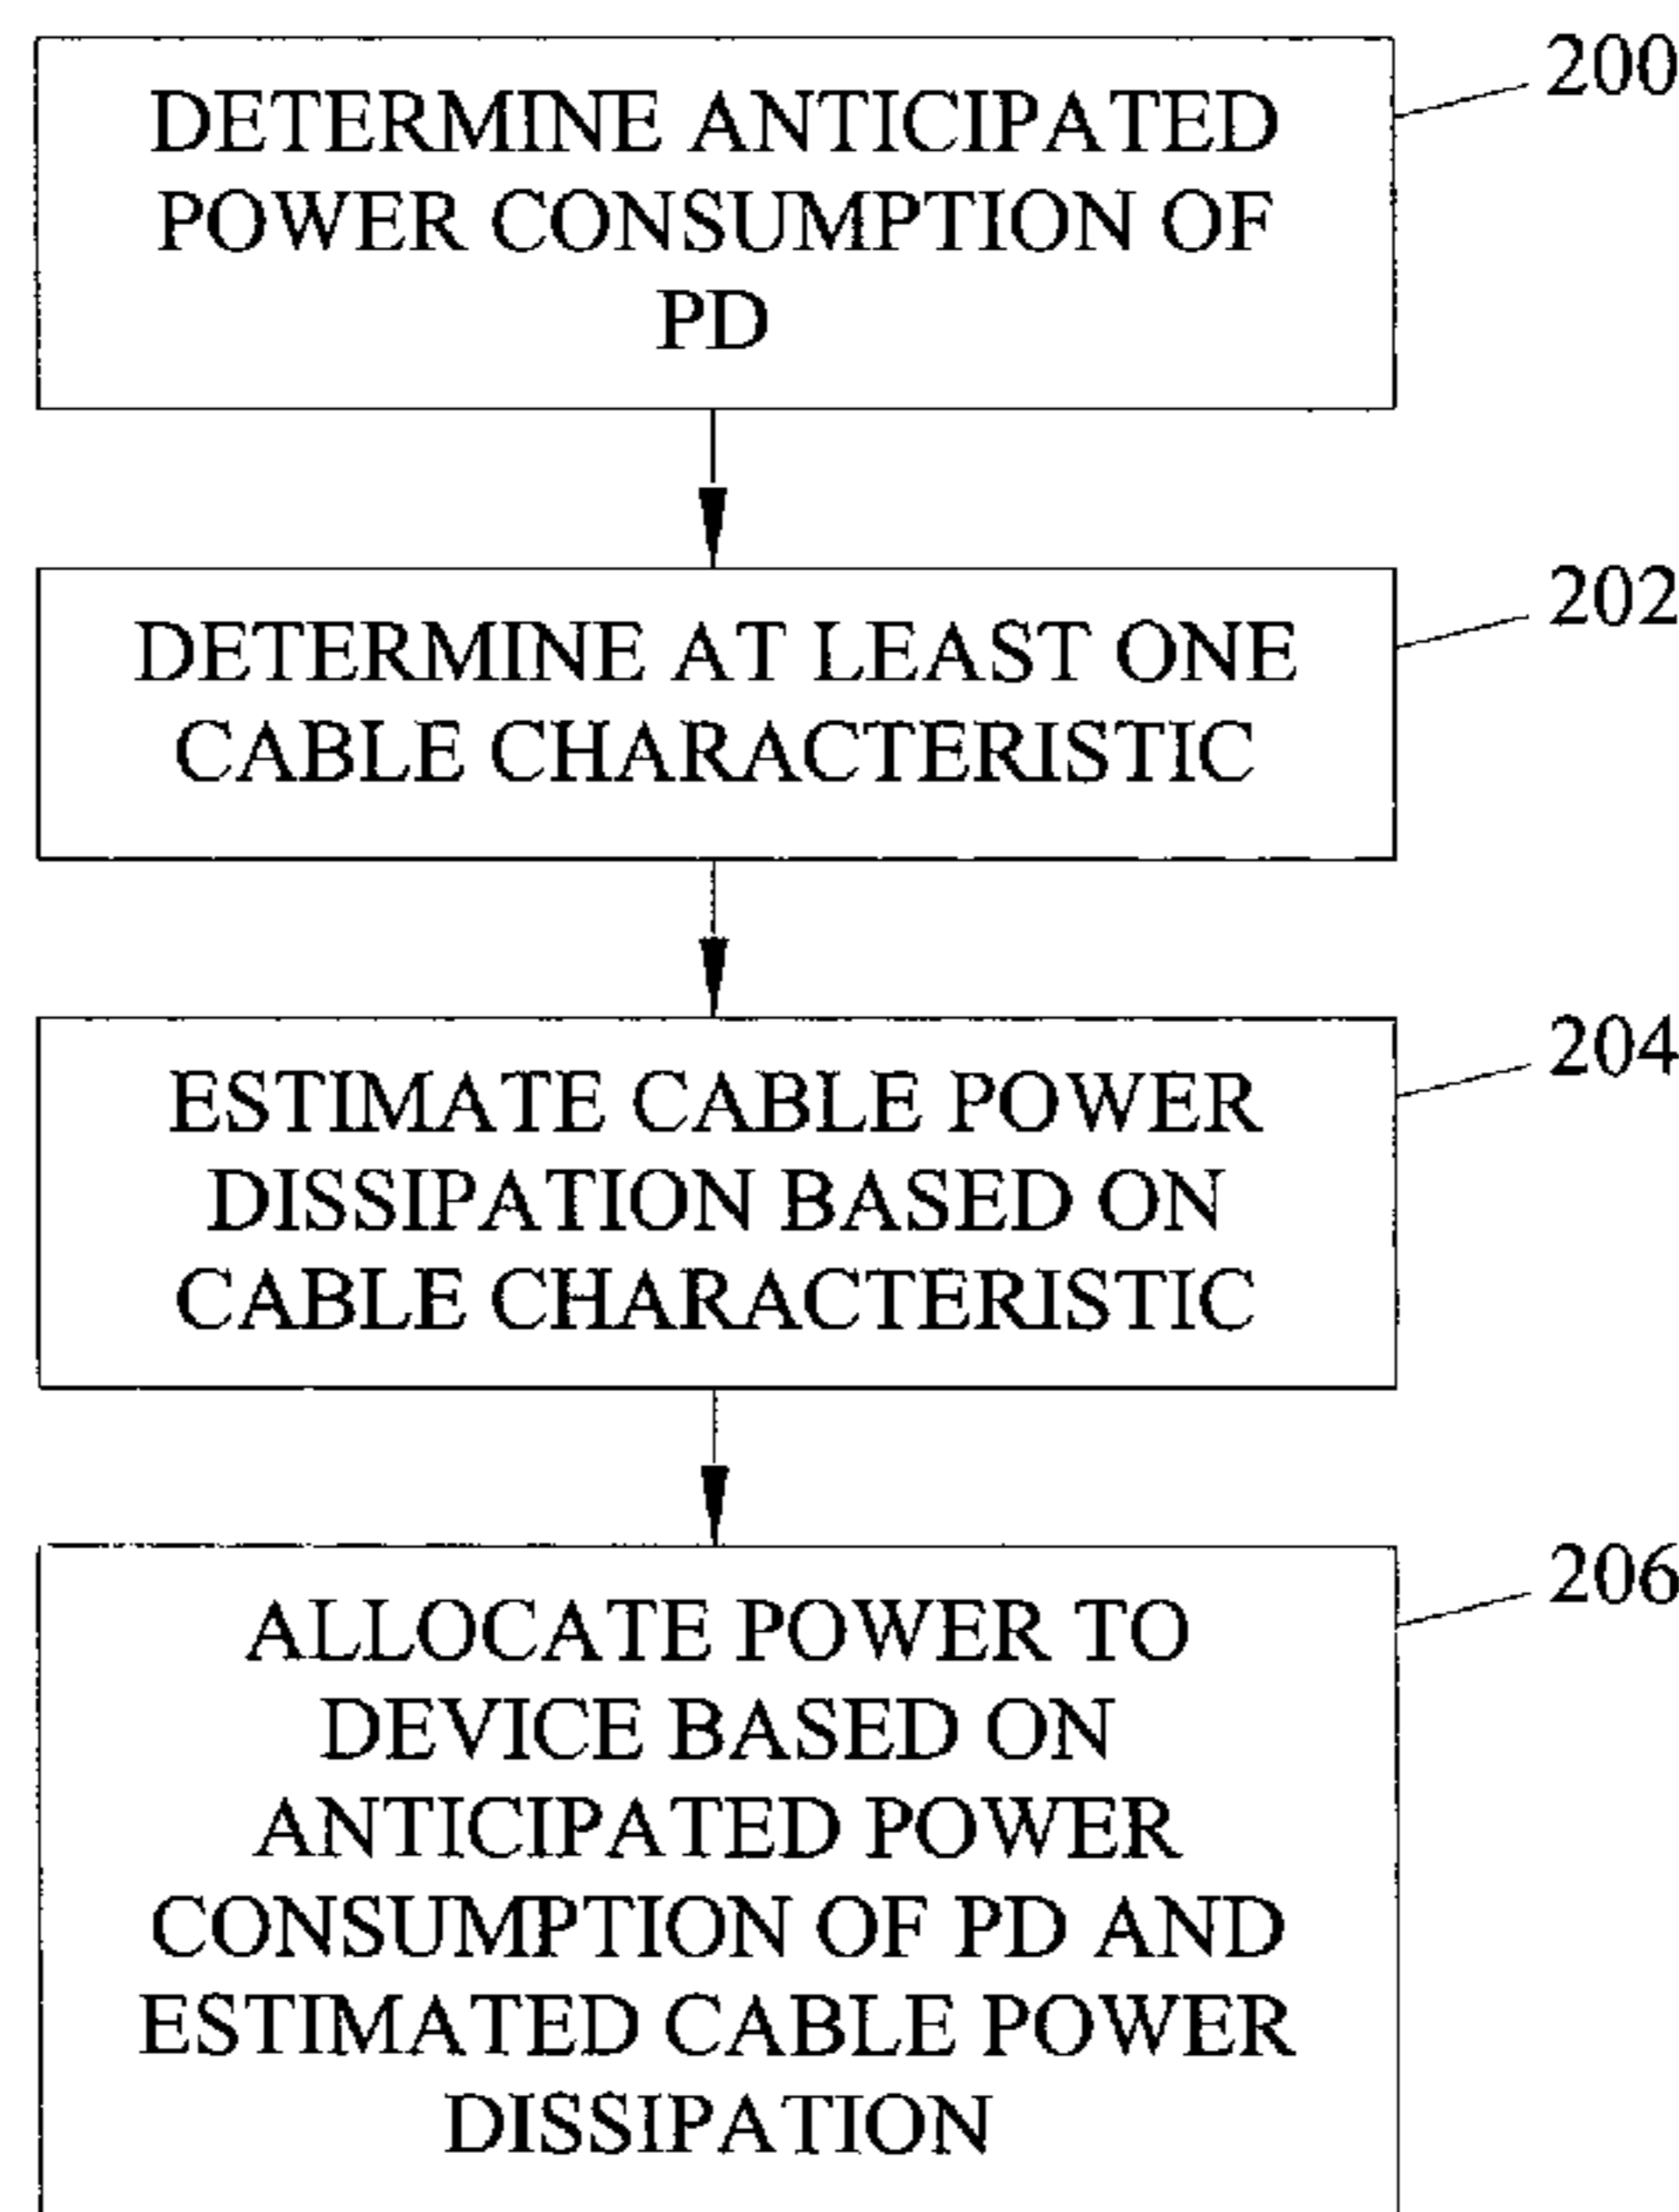 200
DETERMINE ANTICIPATED
POWER CONSUMPTION OF
PD
202
DETERMINE AT LEAST ONE
CABLE CHARACTERISTIC
204
ESTIMATE CABLE POWER
DISSIPATION BASED ON
CABLE CHARACTERISTIC
206
ALLOCATE POWER TO
DEVICE BASED ON
ANTICIPATED POWER
CONSUMPTION OF PD AND
ESTIMATED CABLE POWER
DISSIPATION